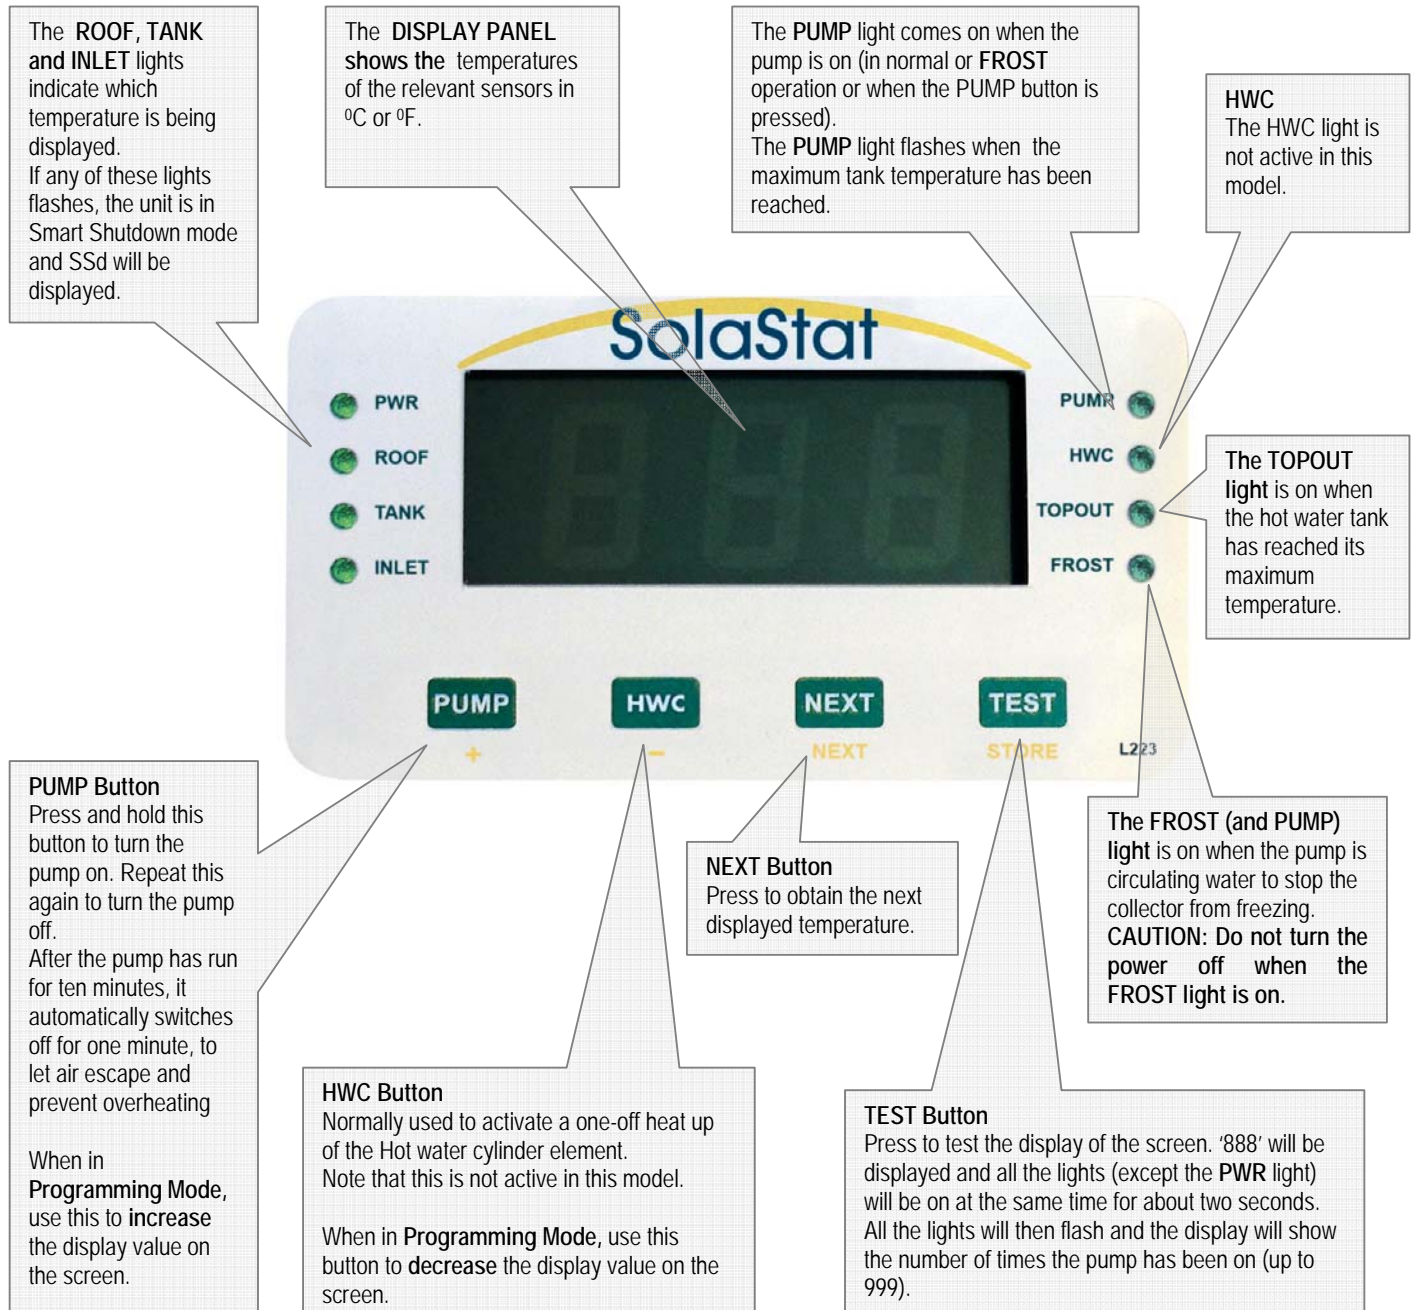 The ROOF, TANK
and INLET lights
indicate which
temperature is being
displayed.
If any of these lights
flashes, the unit is in
Smart Shutdown mode
and SSd will be
displayed.
The DISPLAY PANEL
shows the temperatures
of the relevant sensors in
⁰C or ⁰F.
The PUMP light comes on when the
pump is on (in normal or FROST
operation or when the PUMP button is
pressed).
The PUMP light flashes when the
maximum tank temperature has been
reached.
HWC
The HWC light is
not active in this
model.
SolaStat
PWR
ROOF
TANK
INLET
PUMP
HWC
TOPOUT
FROST
The TOPOUT
light is on when
the hot water tank
has reached its
maximum
temperature.
PUMP HWC NEXT TEST
+ – NEXT STORE L223
PUMP Button
Press and hold this
button to turn the
pump on. Repeat this
again to turn the pump
off.
After the pump has run
for ten minutes, it
automatically switches
off for one minute, to
let air escape and
prevent overheating
When in
Programming Mode,
use this to increase
the display value on
the screen.
HWC Button
Normally used to activate a one-off heat up
of the Hot water cylinder element.
Note that this is not active in this model.
When in Programming Mode, use this
button to decrease the display value on the
screen.
NEXT Button
Press to obtain the next
displayed temperature.
The FROST (and PUMP)
light is on when the pump is
circulating water to stop the
collector from freezing.
CAUTION: Do not turn the
power off when the
FROST light is on.
TEST Button
Press to test the display of the screen. ‘888’ will be
displayed and all the lights (except the PWR light)
will be on at the same time for about two seconds.
All the lights will then flash and the display will show
the number of times the pump has been on (up to
999).